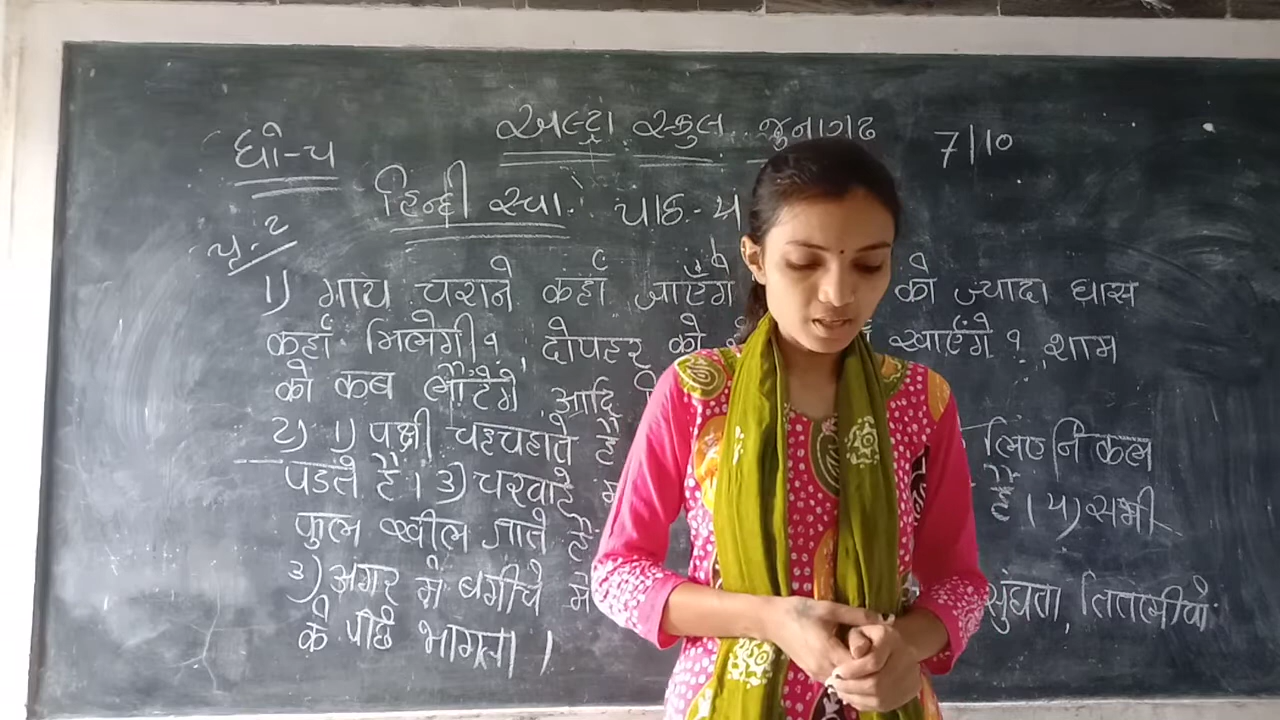 અલ્ટ્રા સ્કુલ જૂનાગઢ
7/10
ધો-૫
હિન્દી સ્વા. પાઠ-૫
પ્ર.૨
1) गाय चराने कहाँ जाएँगे को ज्यादा घास
कहाँ मिलेगी?, दोपहर को खाएँगे? शाम
को कब लौटेंगे आदि
2) 1) पक्षी चहचहाते हैं लिए निकल
पडते हैं। 3) चरवाहे हैं। 4) सभी
फुल खील जाते हैं
3) अगर में बगीचे में सुंघता, तितलीयो
के पीछे भागता।